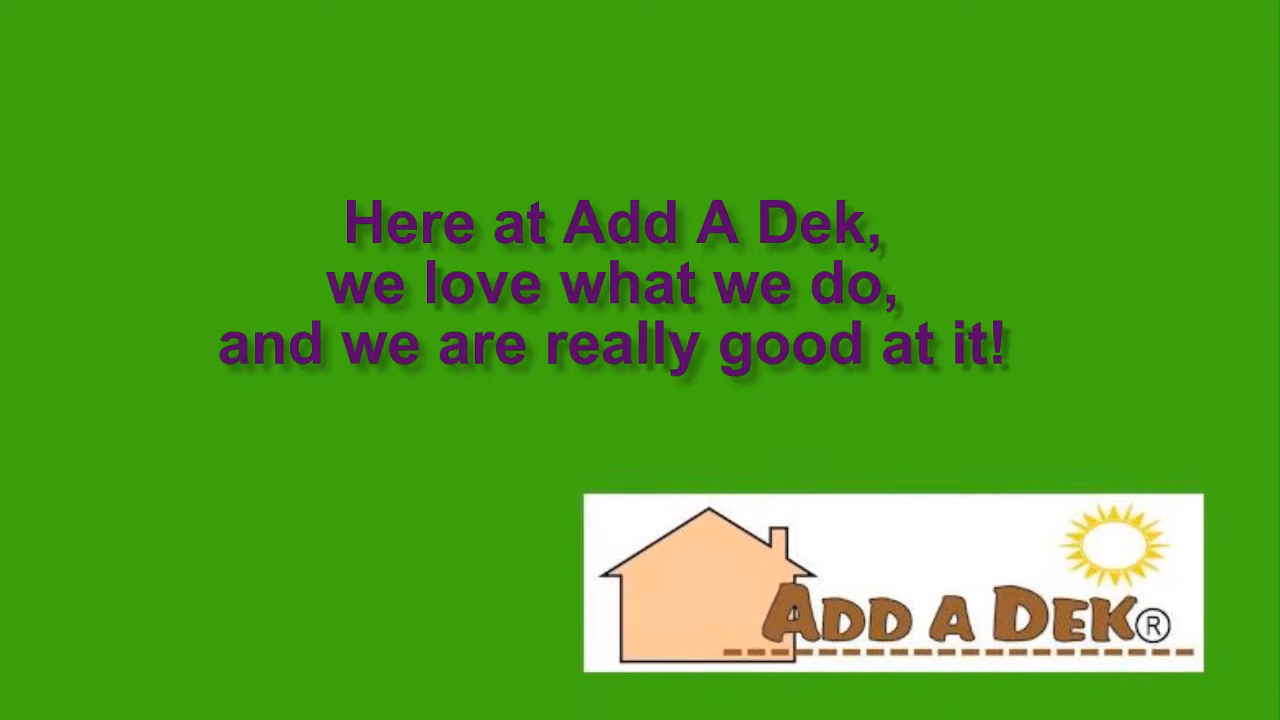 Here at Add A Dek,
we love what we do,
and we are really good at it!
ADD A DEK®